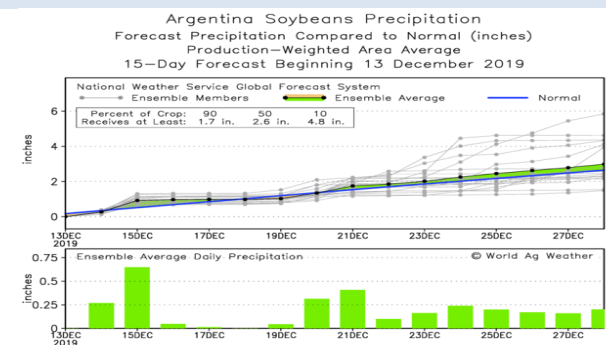 Argentina Soybeans Precipitation
Forecast Precipitation Compared to Normal (inches)
Production-Weighted Area Average
15-Day Forecast Beginning 13 December 2019
National Weather Service Global Forecast System
Ensemble Members Ensemble Average Normal
Percent of Crop: 90 50 10
Receives at Least: 1.7 in. 2.6 in. 4.8 in.
inches
6
4
2
0
13DEC 15DEC 17DEC 19DEC 21DEC 23DEC 25DEC 27DEC
2019
Ensemble Average Daily Precipitation © World Ag Weather
inches
0.75
0.5
0.25
0
13DEC 15DEC 17DEC 19DEC 21DEC 23DEC 25DEC 27DEC
2019